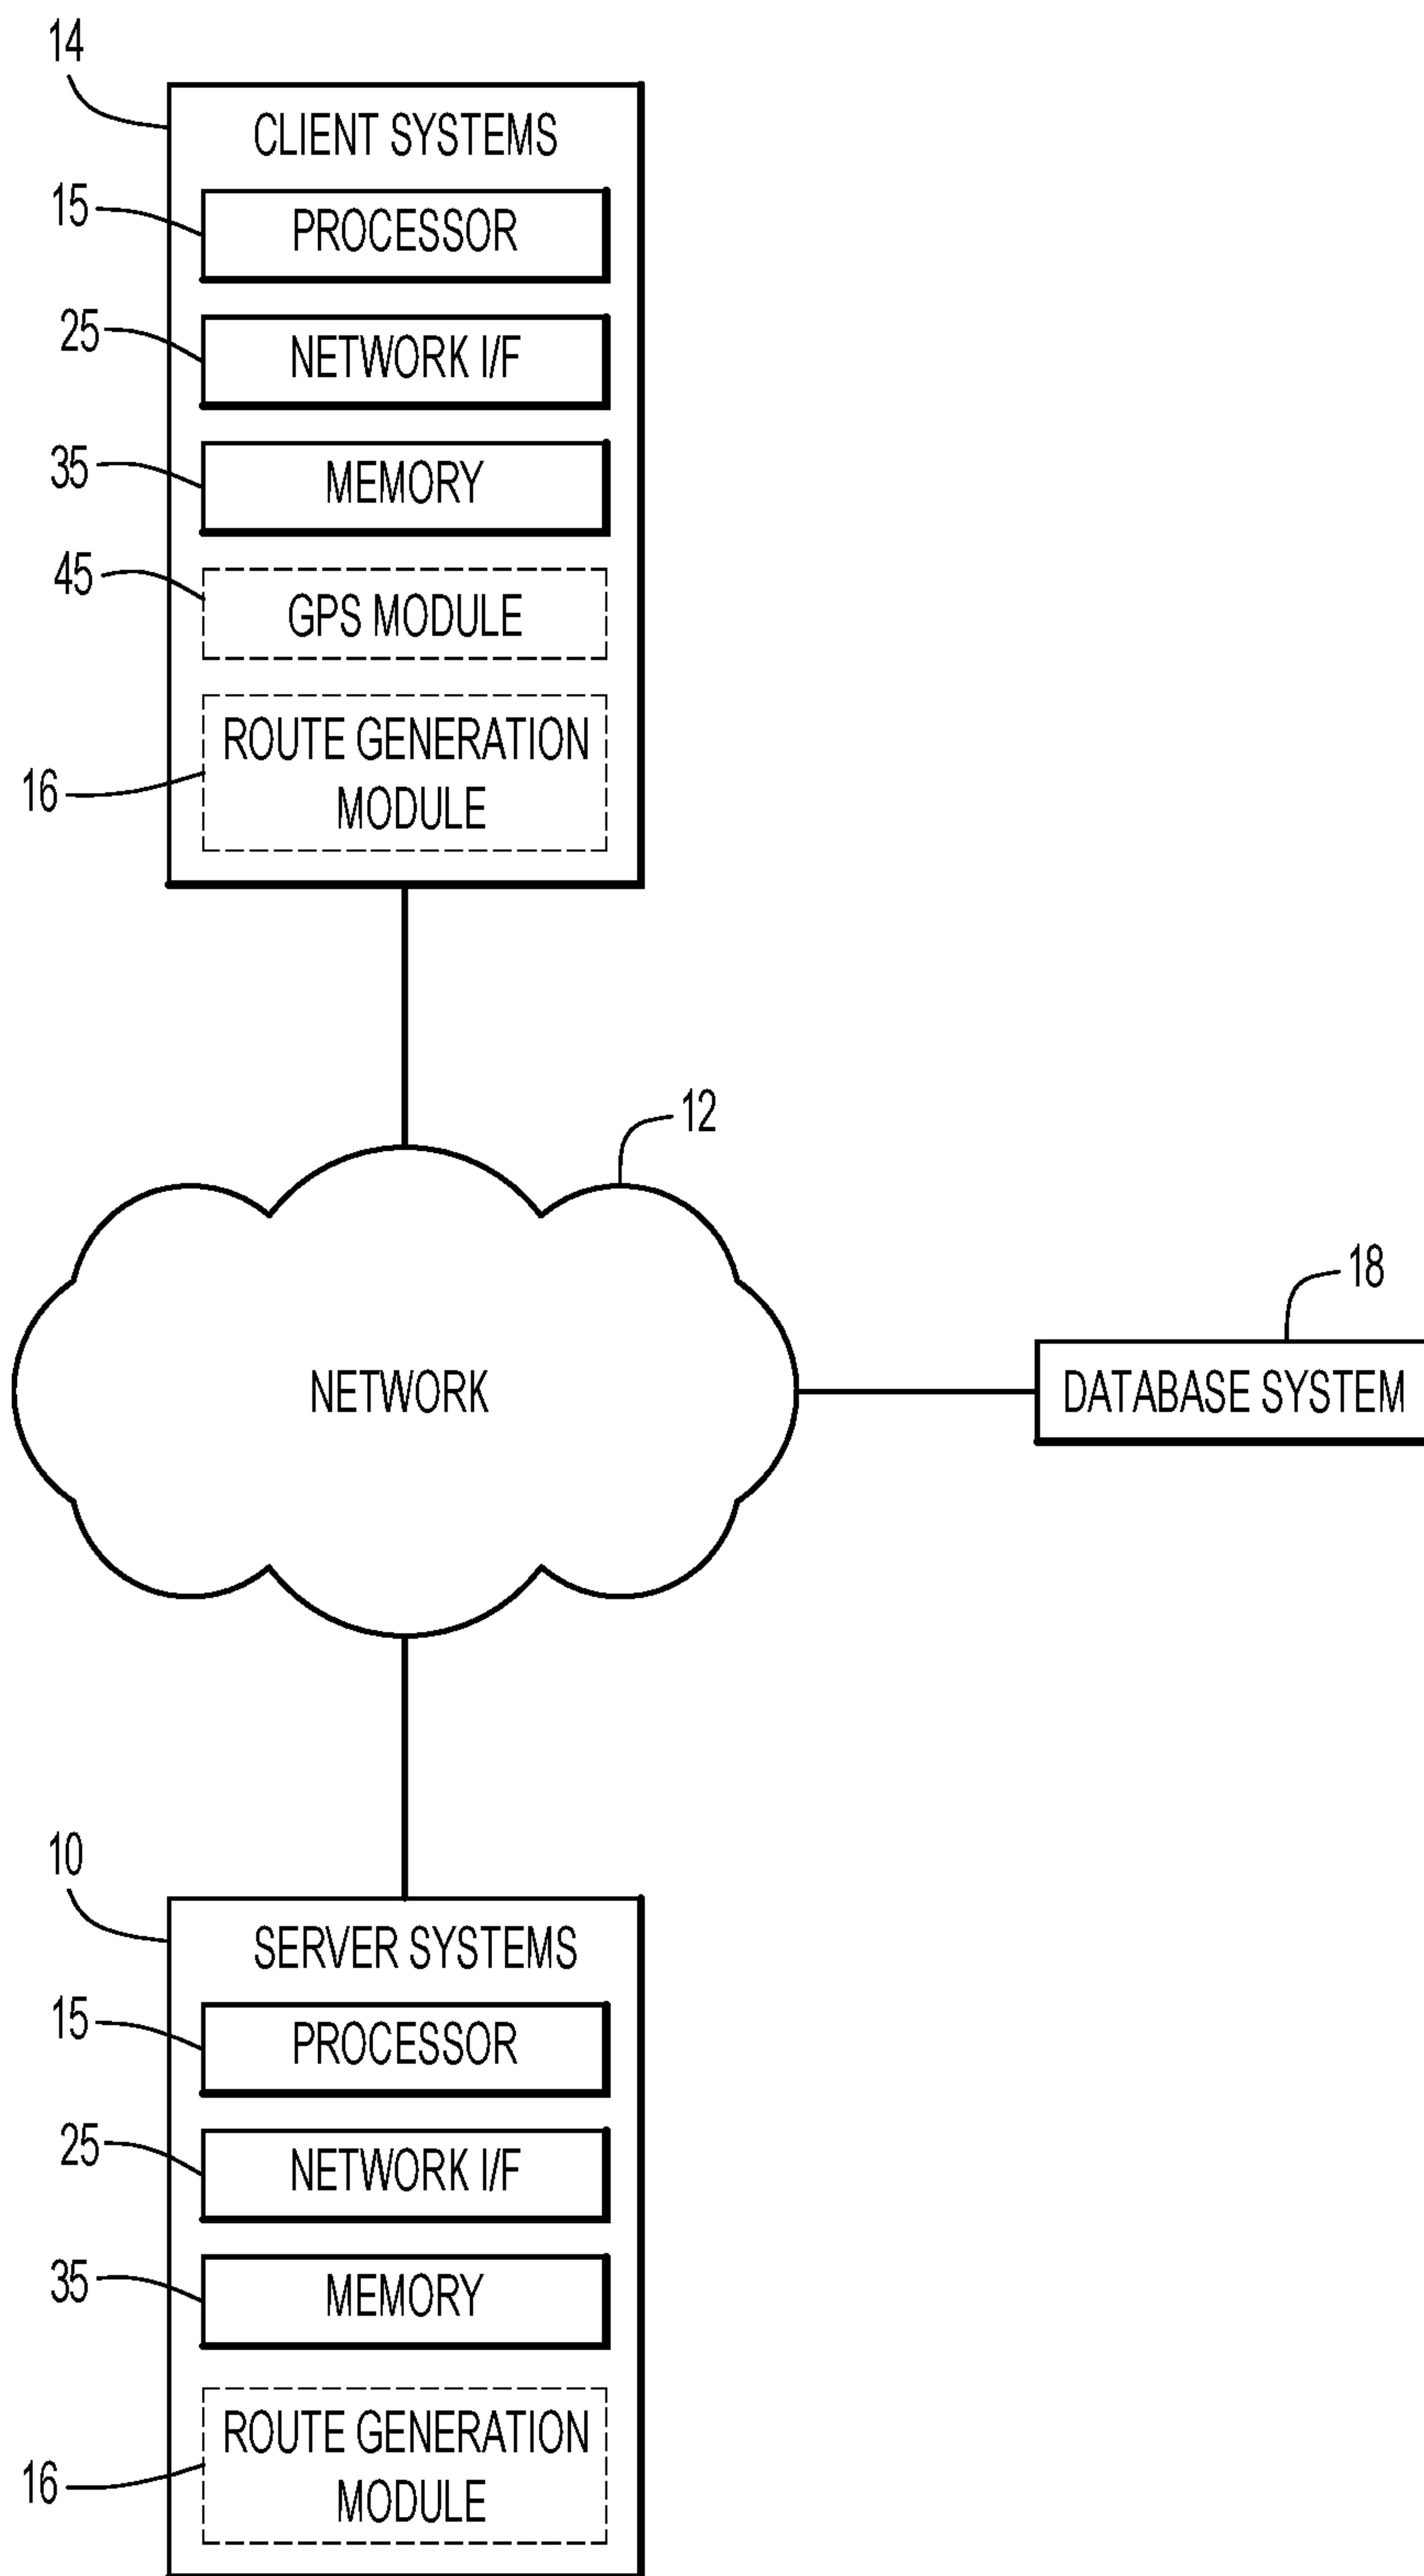 14
CLIENT SYSTEMS
15
PROCESSOR
25
NETWORK I/F
35
MEMORY
45
GPS MODULE
ROUTE GENERATION
MODULE
16
12
NETWORK
18
DATABASE SYSTEM
10
SERVER SYSTEMS
15
PROCESSOR
25
NETWORK I/F
35
MEMORY
ROUTE GENERATION
MODULE
16